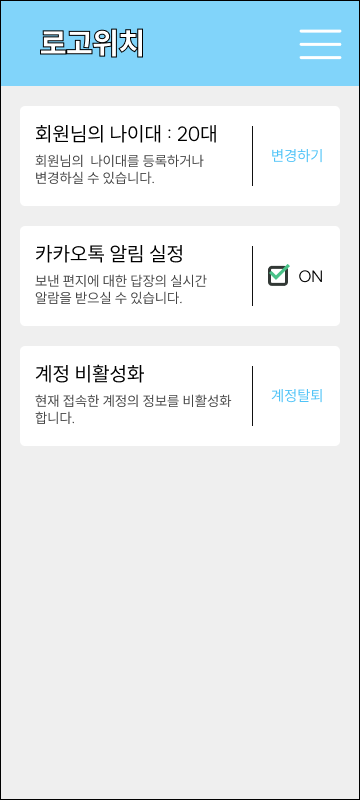 로고위치
회원님의 나이대 : 20대
회원님의 나이대를 등록하거나
변경하실 수 있습니다.
변경하기
카카오톡 알림 설정
보낸 편지에 대한 답장의 실시간
알람을 받으실 수 있습니다.
ON
계정 비활성화
현재 접속한 계정의 정보를 비활성화
합니다.
계정탈퇴